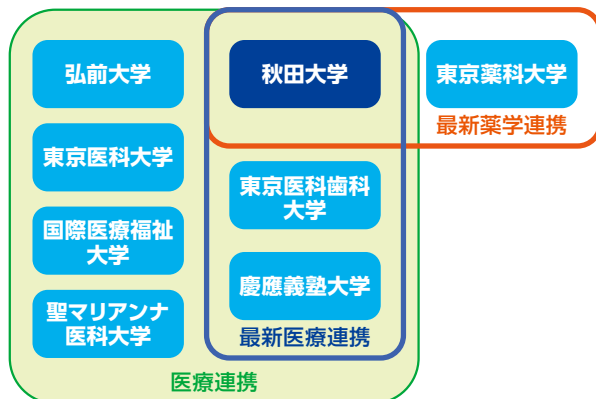 弘前大学
秋田大学
東京薬科大学
最新薬学連携
東京医科大学
東京医科歯科
大学
国際医療福祉
大学
慶應義塾大学
聖マリアンナ
医科大学
最新医療連携
医療連携